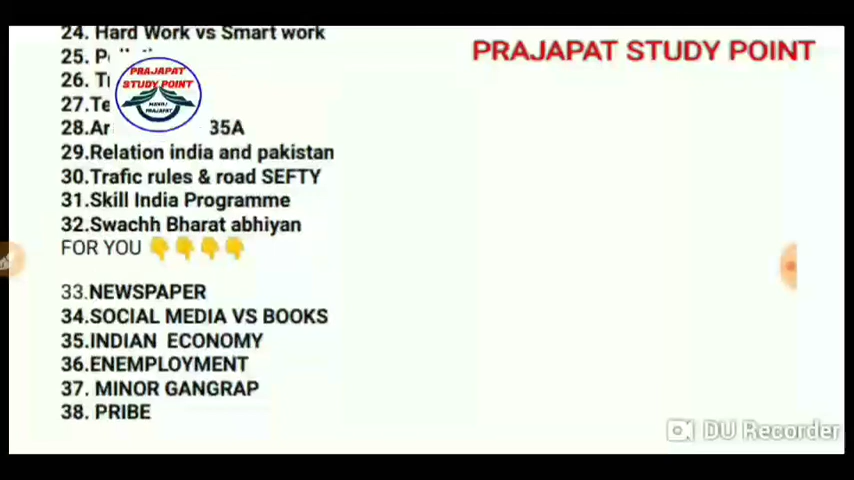 24. Hard Work vs Smart work
PRAJAPAT STUDY POINT
25.
26.
27.
PRAJAPAT
STUDY POINT
PRAJAPAT
28. 35A
29.Relation india and pakistan
30.Trafic rules & road SEFTY
31.Skill India Programme
32.Swachh Bharat abhiyan
FOR YOU 👇👇👇👇
33.NEWSPAPER
34.SOCIAL MEDIA VS BOOKS
35.INDIAN ECONOMY
36.ENEMPLOYMENT
37. MINOR GANGRAP
38. PRIBE
DU Recorder